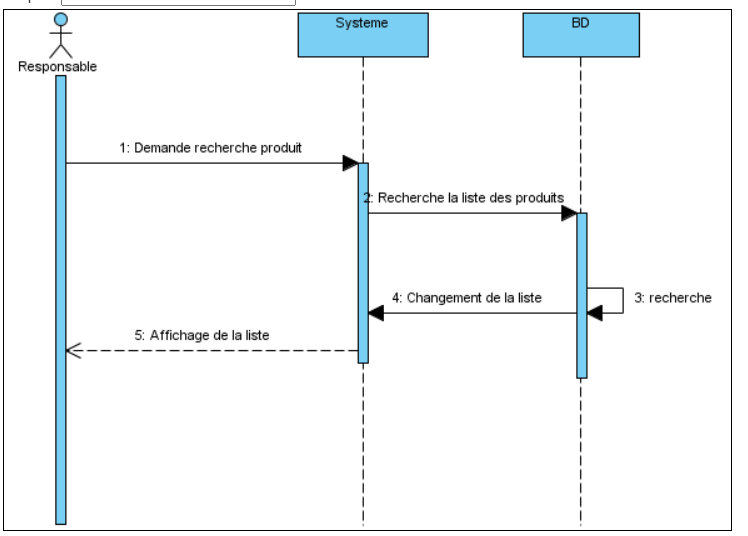 Systeme
BD
Responsable
1: Demande recherche produit
2: Recherche la liste des produits
3: recherche
4: Changement de la liste
5: Affichage de la liste